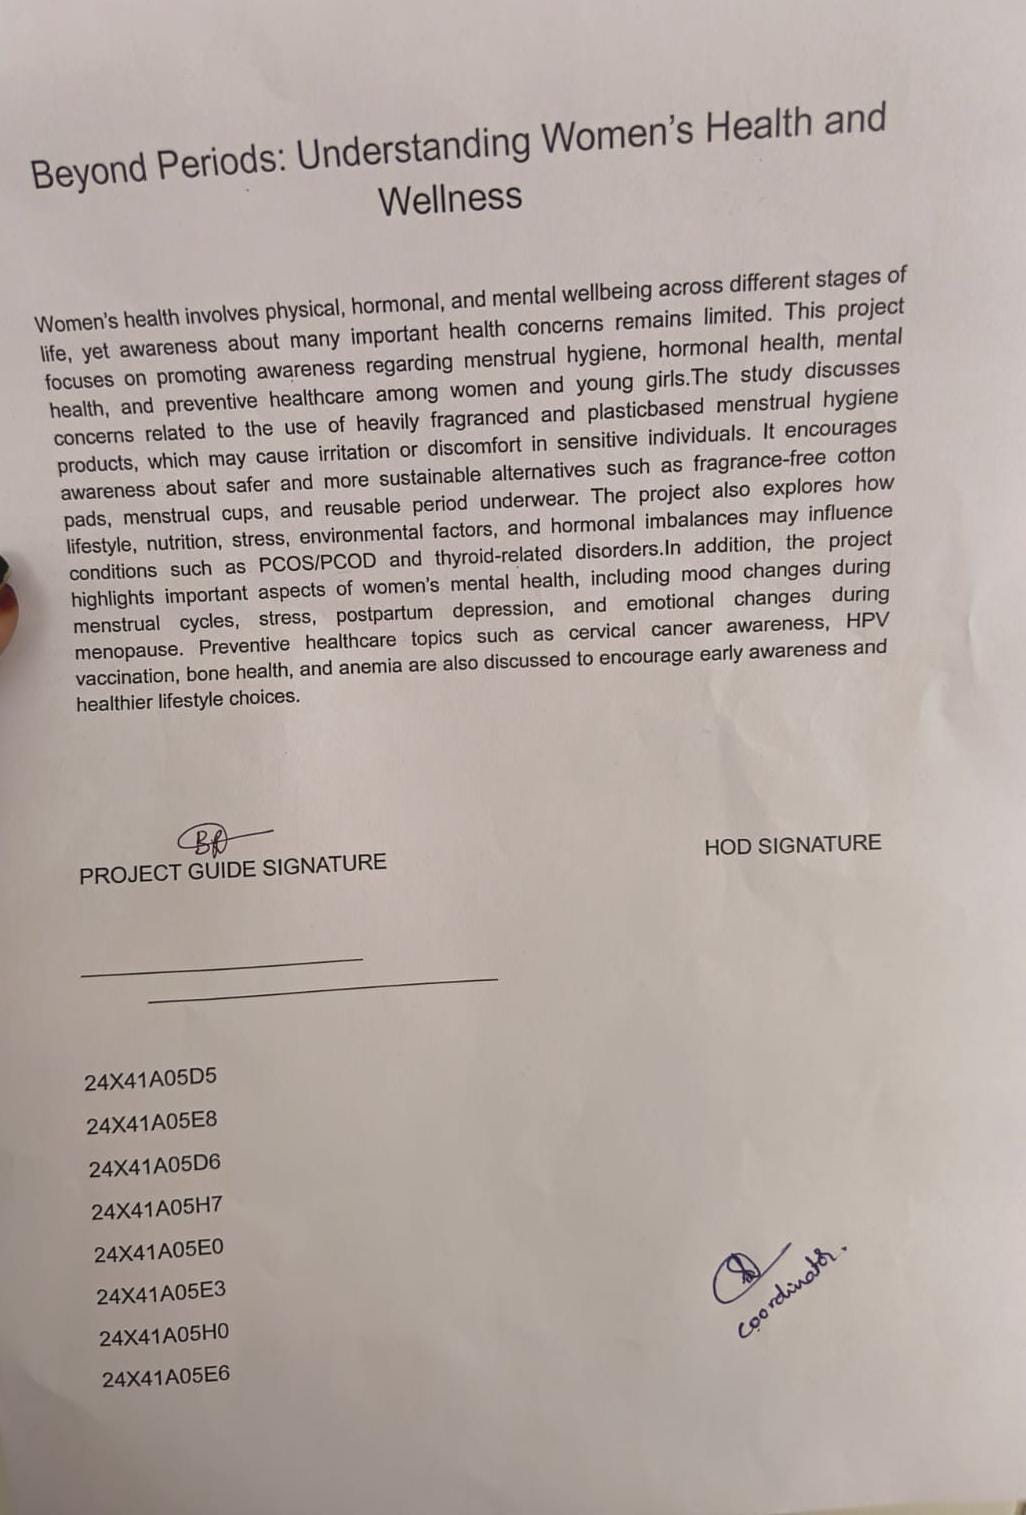 Beyond Periods: Understanding Women's Health and
Wellness
Women's health involves physical, hormonal, and mental wellbeing across different stages of
life, yet awareness about many important health concerns remains limited. This project
focuses on promoting awareness regarding menstrual hygiene, hormonal health, mental
health, and preventive healthcare among women and young girls.The study discusses
concerns related to the use of heavily fragranced and plasticbased menstrual hygiene
products, which may cause irritation or discomfort in sensitive individuals. It encourages
awareness about safer and more sustainable alternatives such as fragrance-free cotton
pads, menstrual cups, and reusable period underwear. The project also explores how
lifestyle, nutrition, stress, environmental factors, and hormonal imbalances may influence
conditions such as PCOS/PCOD and thyroid-related disorders.In addition, the project
highlights important aspects of women's mental health, including mood changes during
menstrual cycles, stress, postpartum depression, and emotional changes during
menopause. Preventive healthcare topics such as cervical cancer awareness, HPV
vaccination, bone health, and anemia are also discussed to encourage early awareness and
healthier lifestyle choices.
PROJECT GUIDE SIGNATURE
HOD SIGNATURE
24X41A05D5
24X41A05E8
24X41A05D6
24X41A05H7
24X41A05E0
24X41A05E3
24X41A05H0
24X41A05E6
coordinator.